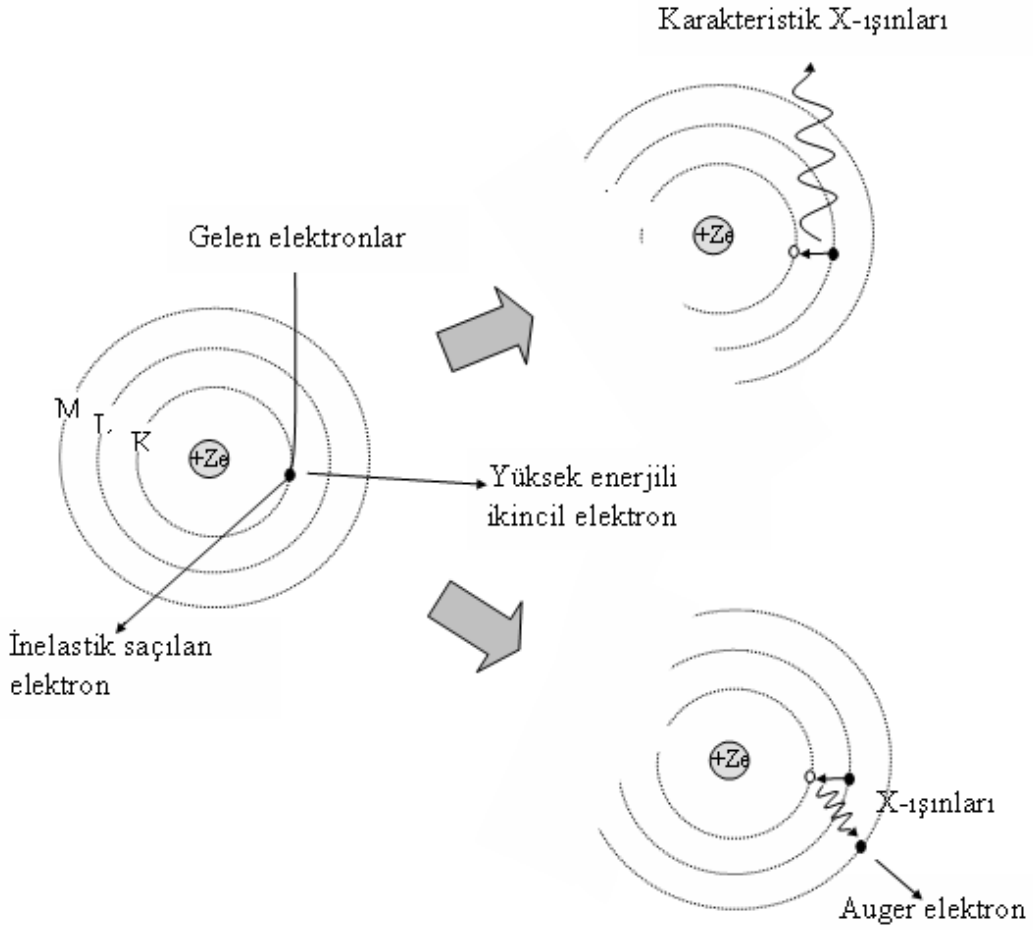 Karakteristik X-ışınları
+Ze
Gelen elektronlar
M
L
K
+Ze
Yüksek enerjili
ikincil elektron
İnelastik saçılan
elektron
+Ze
X-ışınları
Auger elektron